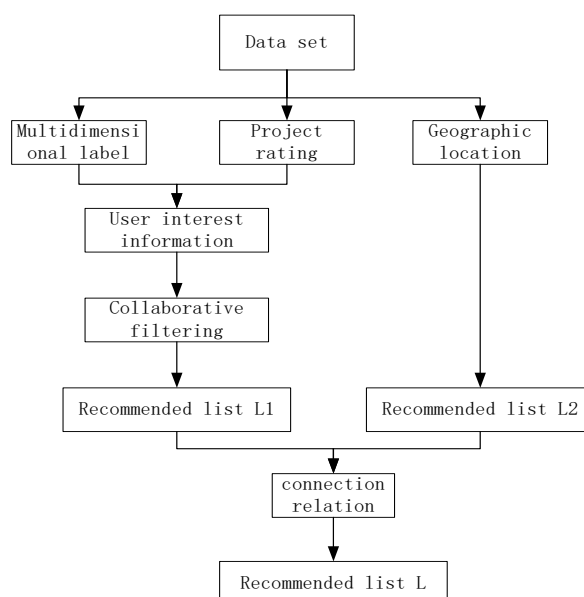 Data set
Multidimensi
onal label
Project
rating
Geographic
location
User interest
information
Collaborative
filtering
Recommended list L1
Recommended list L2
connection
relation
Recommended list L